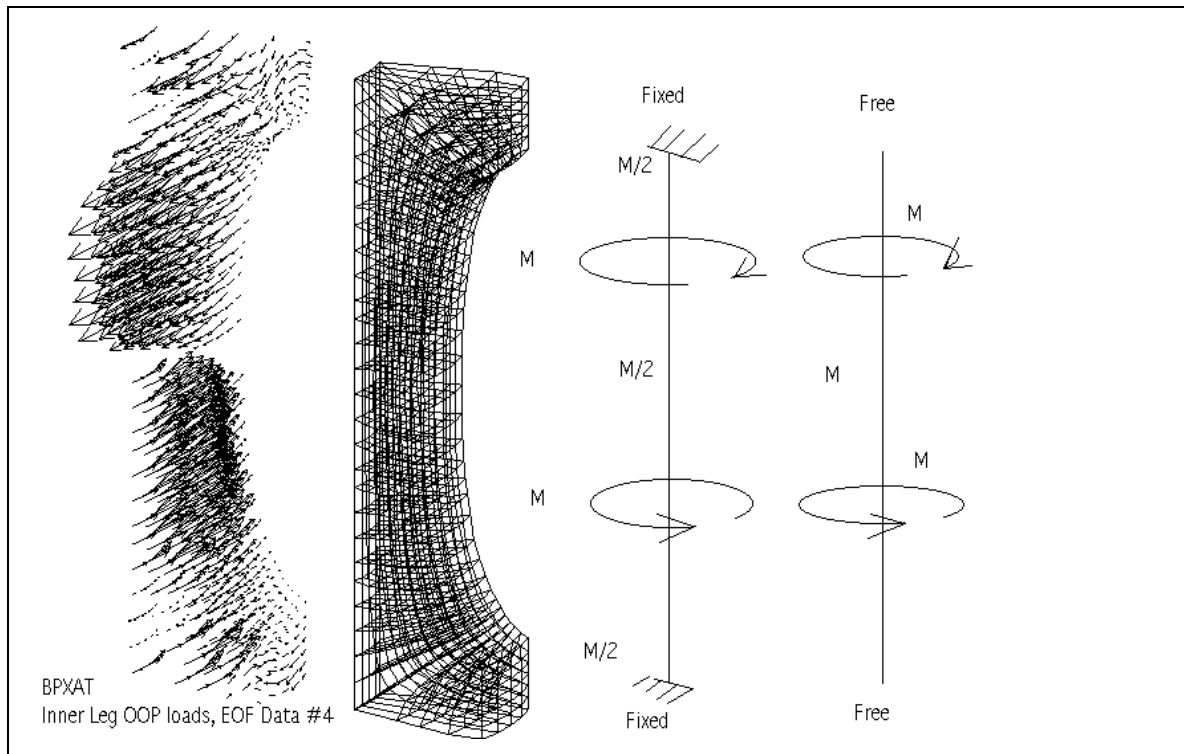 Fixed
Free
M/2
M
M
M/2
M
M
M
M/2
BPXAT
Inner Leg OOP loads, EOF Data #4
Fixed
Free